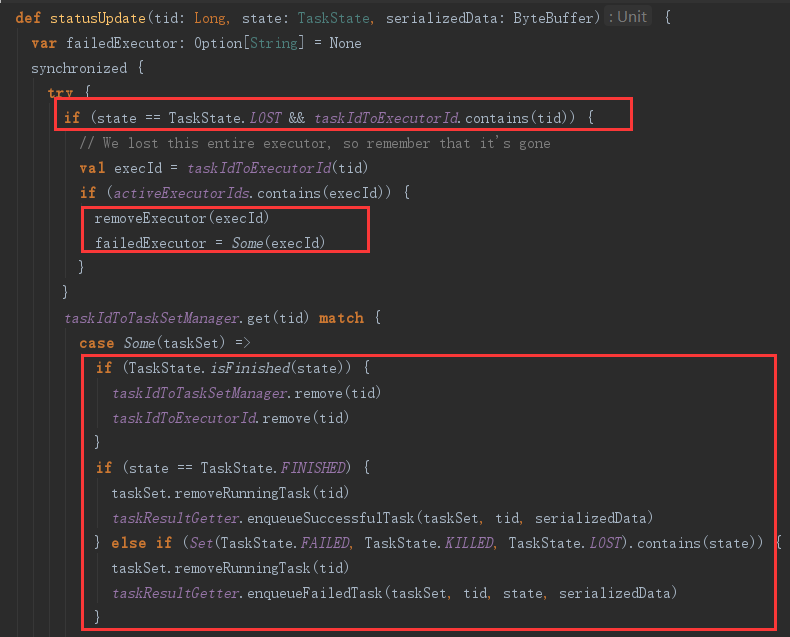 def statusUpdate(tid: Long, state: TaskState, serializedData: ByteBuffer) : Unit {
var failedExecutor: Option[String] = None
synchronized {
try {
if (state == TaskState.LOST && taskIdToExecutorId.contains(tid)) {
// We lost this entire executor, so remember that it's gone
val execId = taskIdToExecutorId(tid)
if (activeExecutorIds.contains(execId)) {
removeExecutor(execId)
failedExecutor = Some(execId)
}
}
taskIdToTaskSetManager.get(tid) match {
case Some(taskSet) =>
if (TaskState.isFinished(state)) {
taskIdToTaskSetManager.remove(tid)
taskIdToExecutorId.remove(tid)
}
if (state == TaskState.FINISHED) {
taskSet.removeRunningTask(tid)
taskResultGetter.enqueueSuccessfulTask(taskSet, tid, serializedData)
} else if (Set(TaskState.FAILED, TaskState.KILLED, TaskState.LOST).contains(state)) {
taskSet.removeRunningTask(tid)
taskResultGetter.enqueueFailedTask(taskSet, tid, state, serializedData)
}